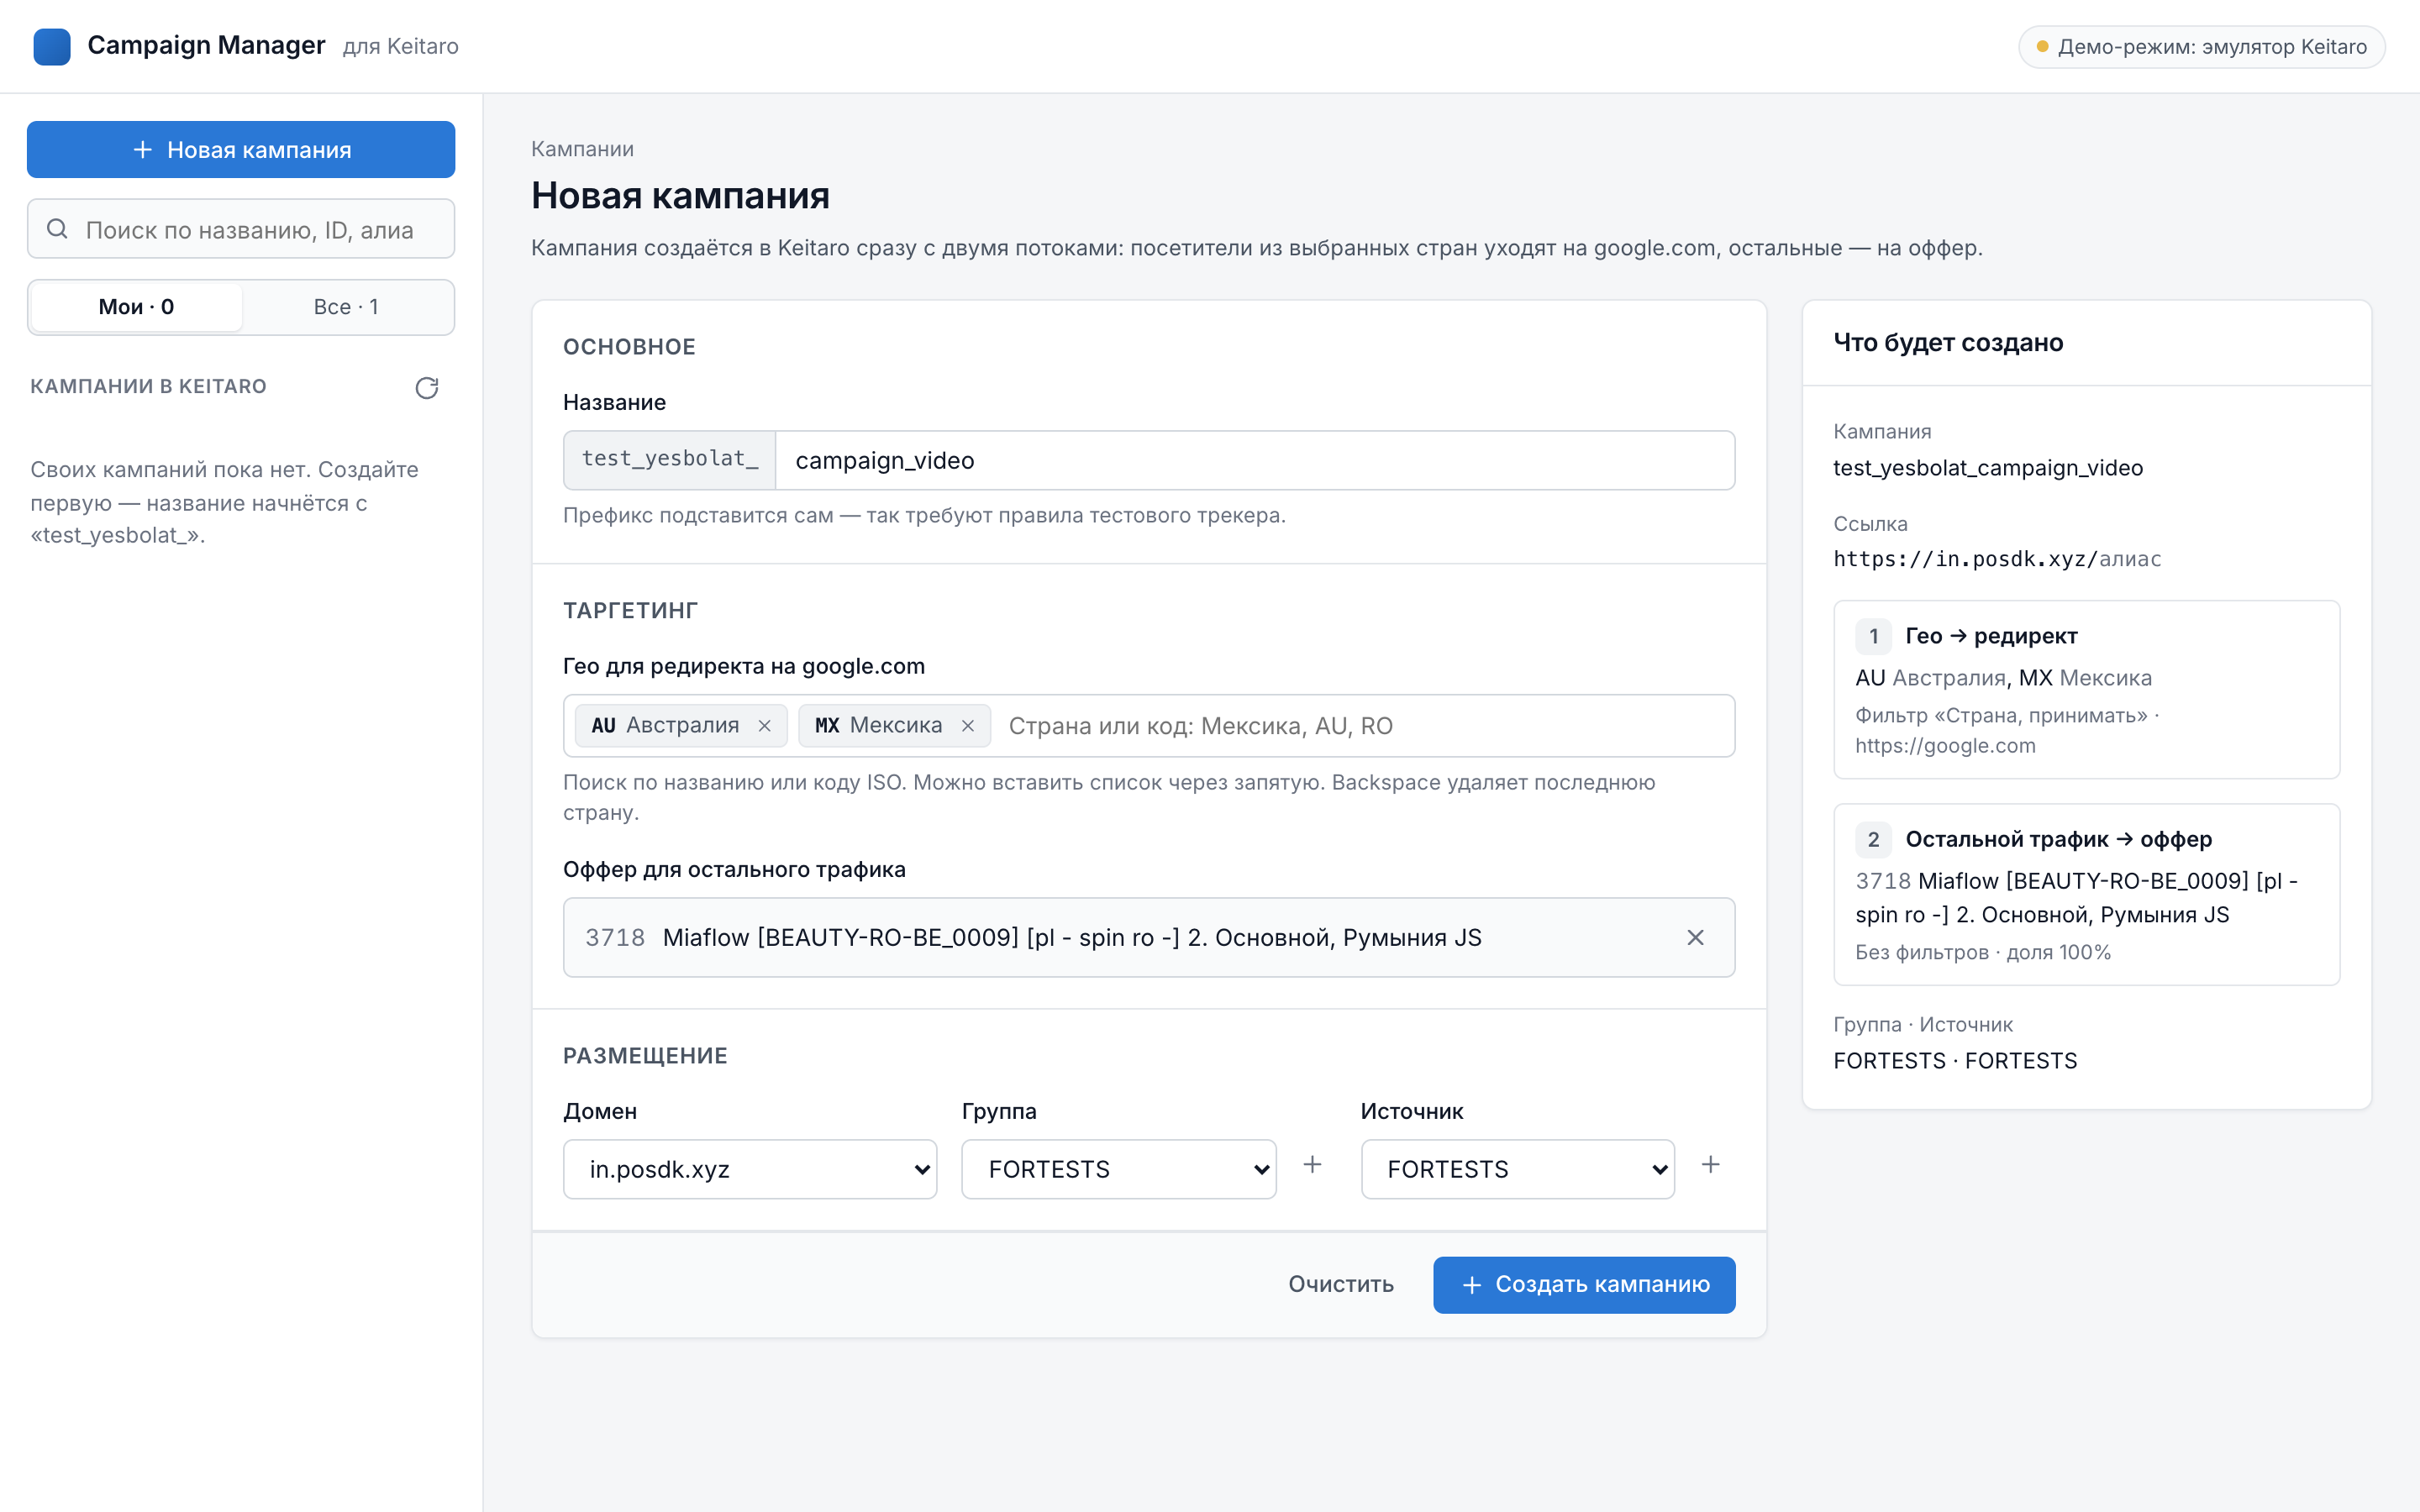 Campaign Manager для Keitaro
Демо-режим: эмулятор Keitaro
+ Новая кампания
Поиск по названию, ID, алиа
Мои · 0
Все · 1
КАМПАНИИ В KEITARO
Своих кампаний пока нет. Создайте
первую — название начнётся с
«test_yesbolat_».
Кампании
Новая кампания
Кампания создаётся в Keitaro сразу с двумя потоками: посетители из выбранных стран уходят на google.com, остальные — на оффер.
ОСНОВНОЕ
Название
test_yesbolat_ campaign_video
Префикс подставится сам — так требуют правила тестового трекера.
ТАРГЕТИНГ
Гео для редиректа на google.com
AU Австралия × MX Мексика × Страна или код: Мексика, AU, RO
Поиск по названию или коду ISO. Можно вставить список через запятую. Backspace удаляет последнюю
страну.
Оффер для остального трафика
3718 Miaflow [BEAUTY-RO-BE_0009] [pl - spin ro -] 2. Основной, Румыния JS ×
РАЗМЕЩЕНИЕ
Домен Группа Источник
in.posdk.xyz FORTESTS + FORTESTS +
Очистить + Создать кампанию
Что будет создано
Кампания
test_yesbolat_campaign_video
Ссылка
https://in.posdk.xyz/алиас
1 Гео → редирект
AU Австралия, MX Мексика
Фильтр «Страна, принимать» ·
https://google.com
2 Остальной трафик → оффер
3718 Miaflow [BEAUTY-RO-BE_0009] [pl -
spin ro -] 2. Основной, Румыния JS
Без фильтров · доля 100%
Группа · Источник
FORTESTS · FORTESTS